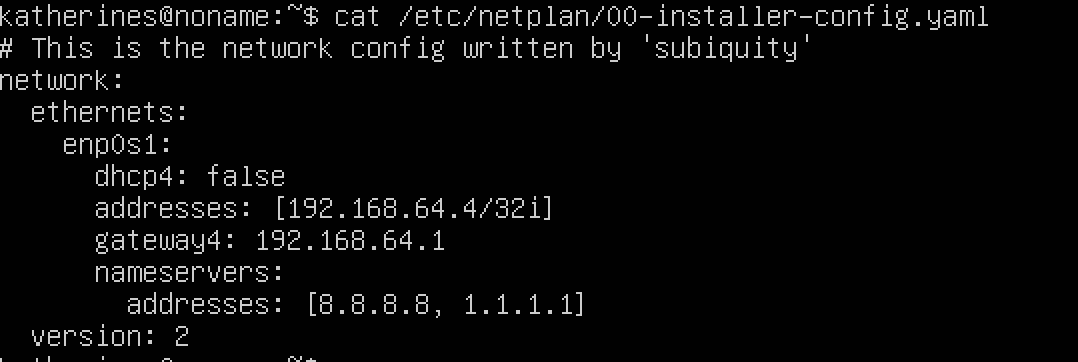 katherines@noname:~$ cat /etc/netplan/00-installer-config.yaml
# This is the network config written by 'subiquity'
network:
  ethernets:
    enp0s1:
      dhcp4: false
      addresses: [192.168.64.4/32i]
      gateway4: 192.168.64.1
      nameservers:
        addresses: [8.8.8.8, 1.1.1.1]
  version: 2